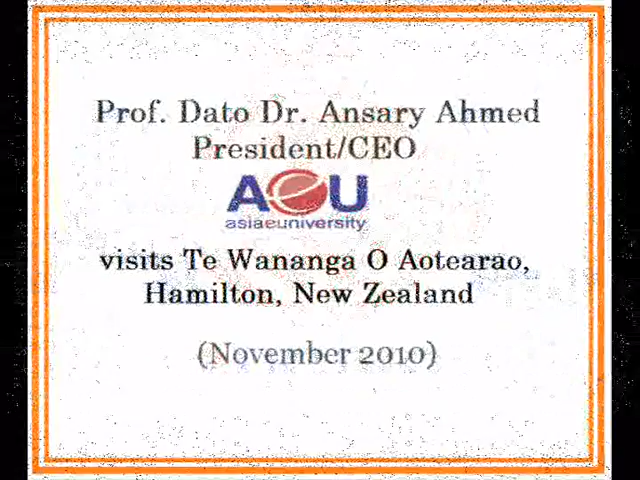 Prof. Dato Dr. Ansary Ahmed
President/CEO
AeU
asiaeuniversity
visits Te Wananga O Aotearao,
Hamilton, New Zealand
(November 2010)